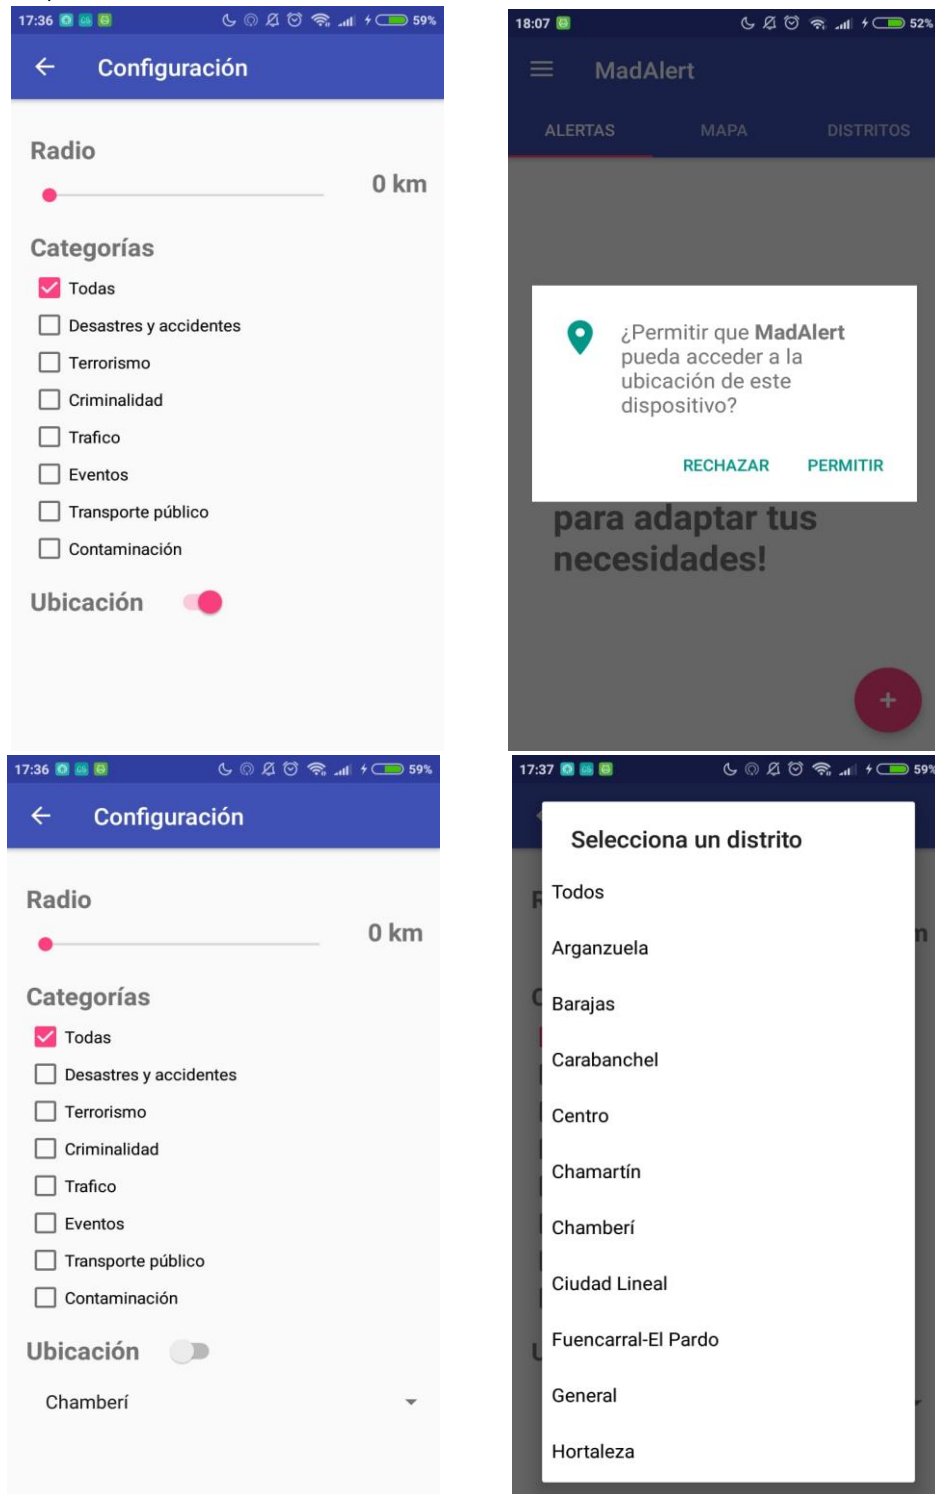 17:36
59%
Configuración
Radio
0 km
Categorías
Todas
Desastres y accidentes
Terrorismo
Criminalidad
Trafico
Eventos
Transporte público
Contaminación
Ubicación
18:07
52%
MadAlert
ALERTAS MAPA DISTRITOS
¿Permitir que MadAlert
pueda acceder a la
ubicación de este
dispositivo?
RECHAZAR PERMITIR
para adaptar tus
necesidades!
+
17:36
59%
Configuración
Radio
0 km
Categorías
Todas
Desastres y accidentes
Terrorismo
Criminalidad
Trafico
Eventos
Transporte público
Contaminación
Ubicación
Chamberí
17:37
59%
Selecciona un distrito
Todos
Arganzuela
Barajas
Carabanchel
Centro
Chamartín
Chamberí
Ciudad Lineal
Fuencarral-El Pardo
General
Hortaleza